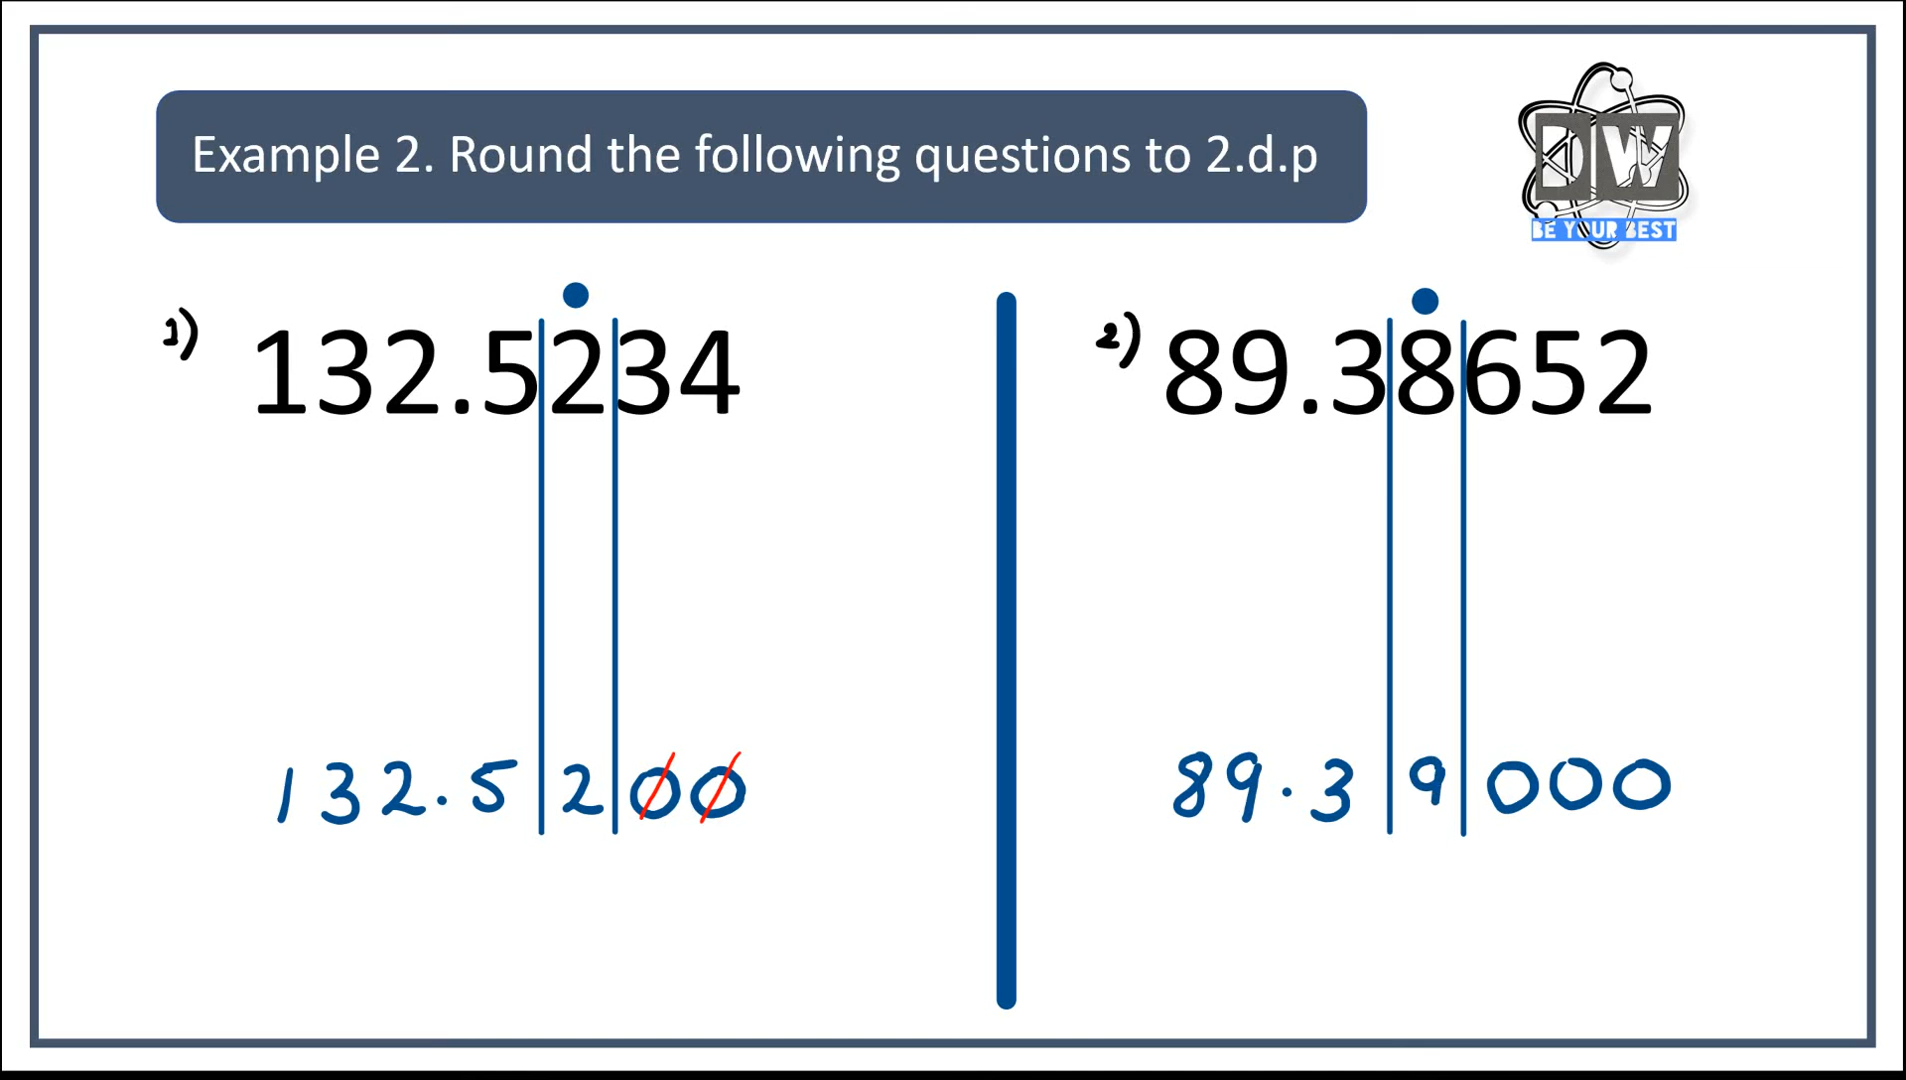 Example 2. Round the following questions to 2.d.p
DW
BE YOUR BEST
1) 132.5234
132.5200
2) 89.38652
89.39000